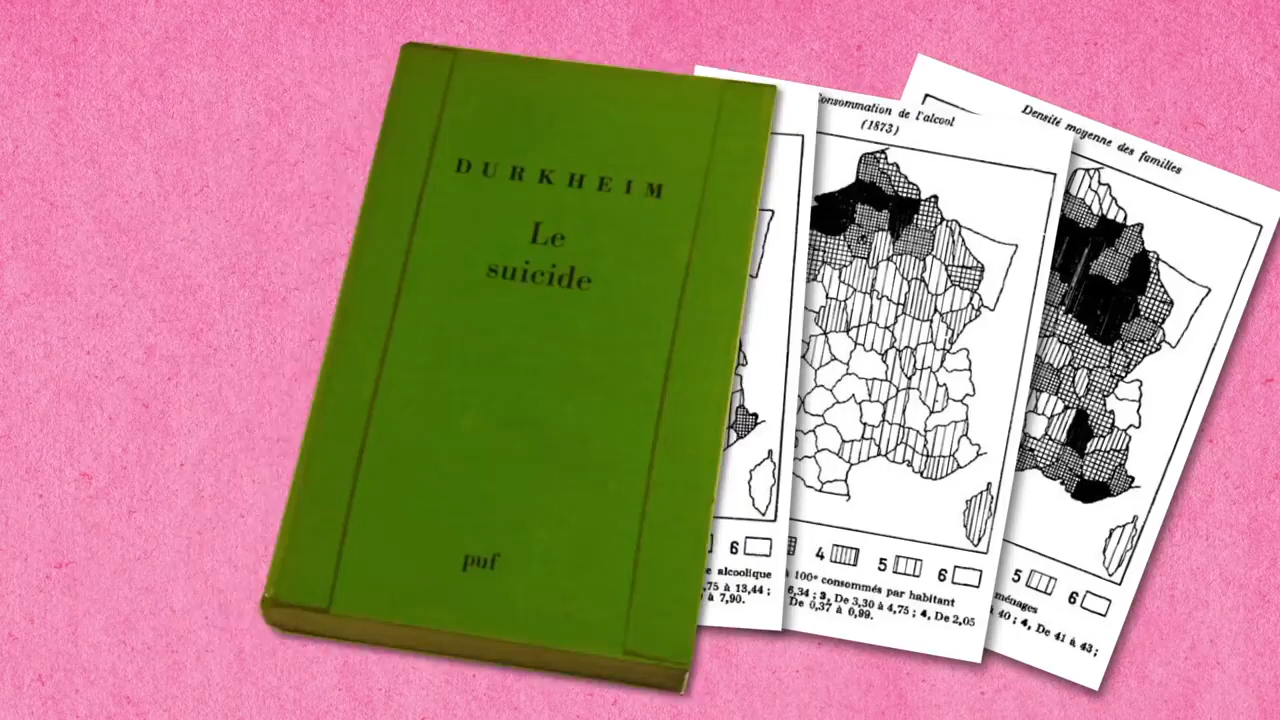 DURKHEIM
Le
suicide
puf
6
e alcoolique
,75 à 13,44 ;
à 7,90.
Consommation de l'alcool
(1873)
4
5
6
à 100° consommés par habitant
6,34 ; 3, De 3,30 à 4,75 ; 4, De 2,05
De 0,37 à 0,99.
Densité moyenne des familles
5
6
ménages
40 ; 4, De 41 à 43 ;